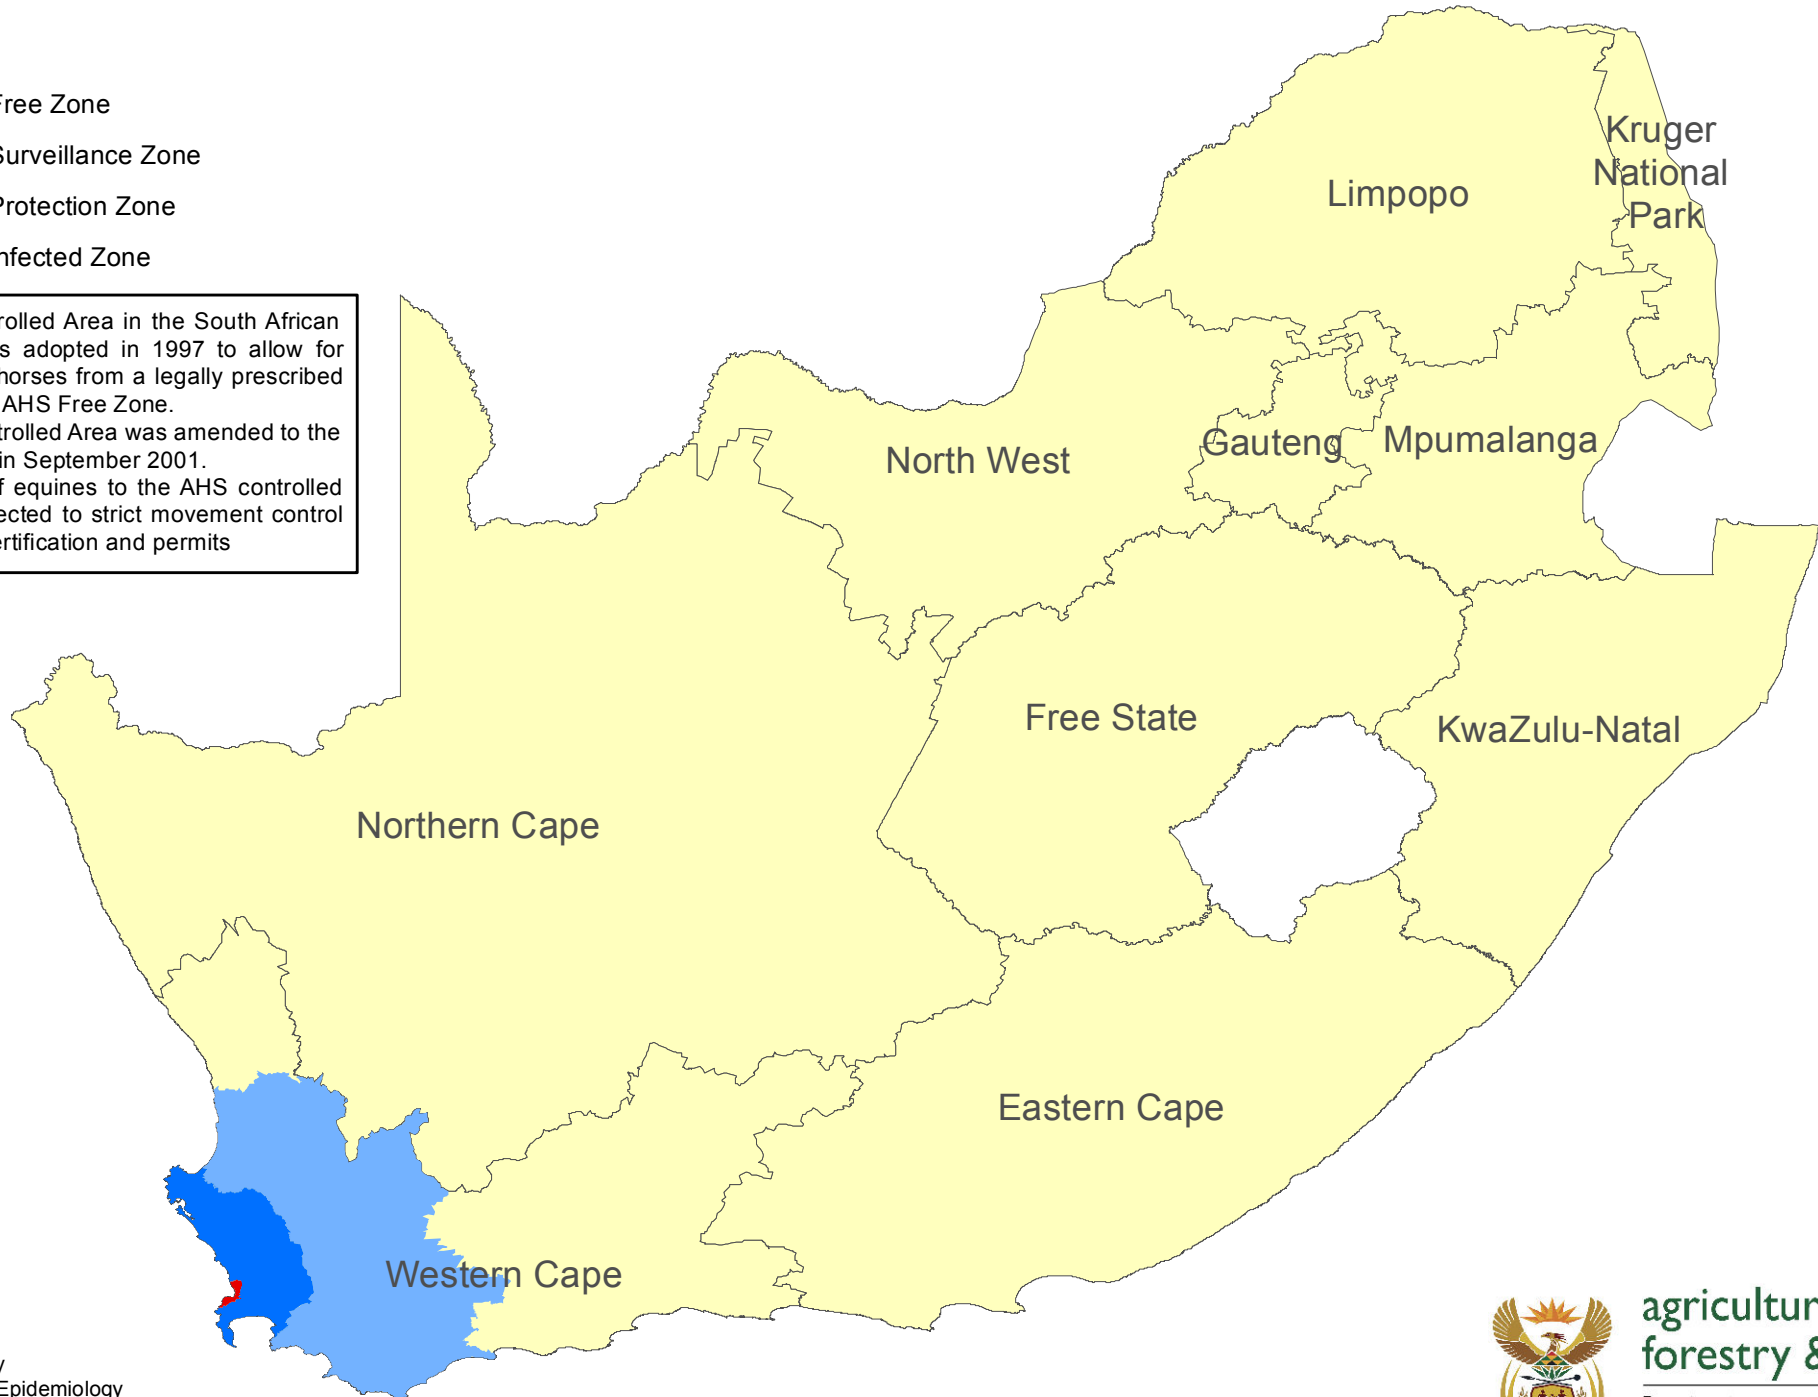 Free Zone
Surveillance Zone
Protection Zone
Infected Zone
rolled Area in the South African
s adopted in 1997 to allow for
horses from a legally prescribed
AHS Free Zone.
trolled Area was amended to the
in September 2001.
f equines to the AHS controlled
ected to strict movement control
ertification and permits
Limpopo
Kruger
National
Park
North West
Gauteng
Mpumalanga
Free State
KwaZulu-Natal
Northern Cape
Eastern Cape
Western Cape
Epidemiology
agricultur
forestry &